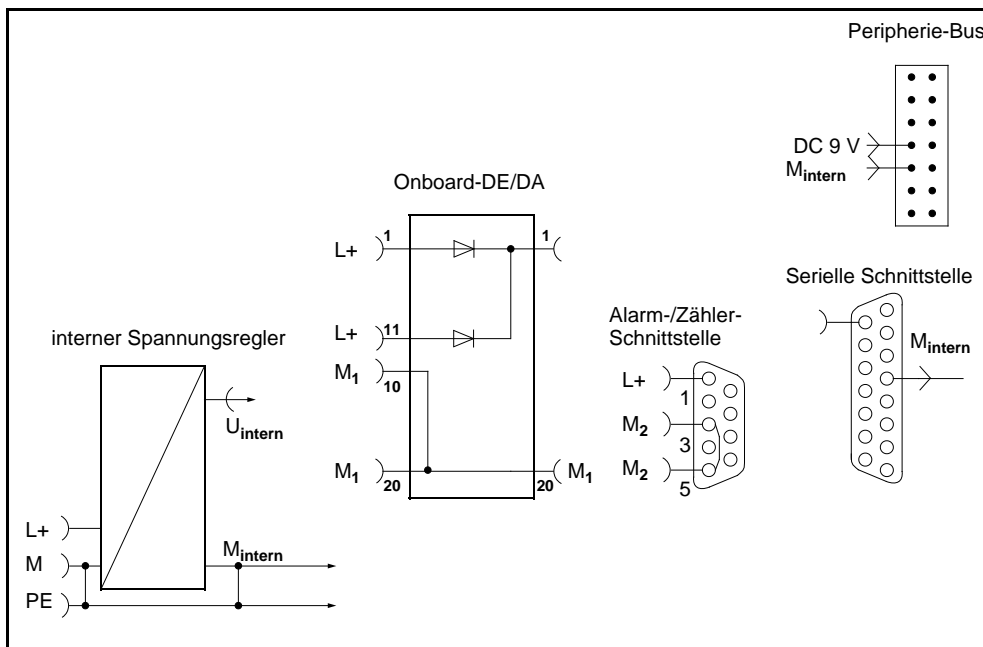 Peripherie-Bus
DC 9 V
Mintern
Onboard-DE/DA
L+ 1 1
L+ 11
M1 10
M1 20 20 M1
Serielle Schnittstelle
Mintern
Alarm-/Zähler-
Schnittstelle
L+ 1
M2 3
M2 5
interner Spannungsregler
Uintern
L+
M
Mintern
PE